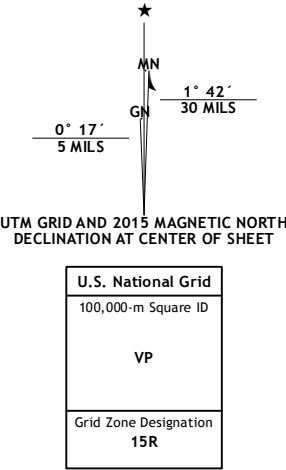 ★
MN
1° 42´
30 MILS
GN
0° 17´
5 MILS
UTM GRID AND 2015 MAGNETIC NORTH
DECLINATION AT CENTER OF SHEET
U.S. National Grid
100,000-m Square ID
VP
Grid Zone Designation
15R